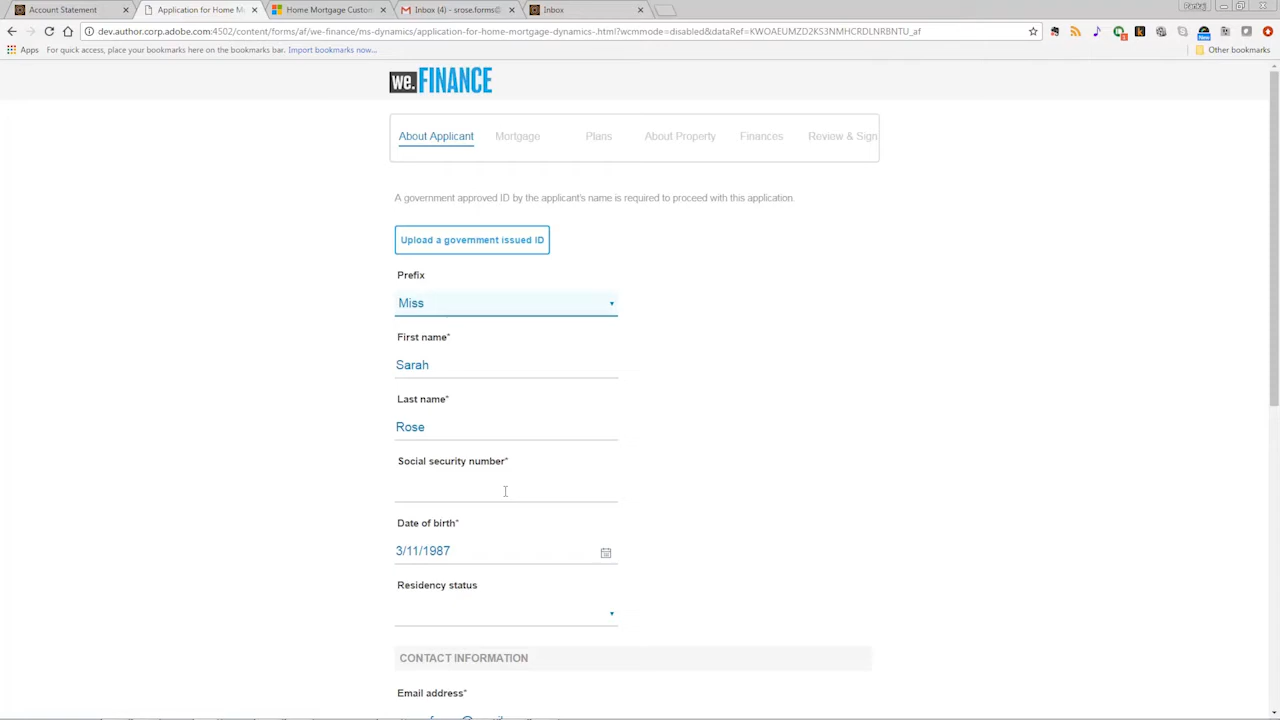 Account Statement
Application for Home M
Home Mortgage Custom
Inbox (4) - srose.forms@
Inbox
dev.author.corp.adobe.com:4502/content/forms/af/we-finance/ms-dynamics/application-for-home-mortgage-dynamics-.html?wcmmode=disabled&dataRef=KWOAEUMZD2KS3NMHCRDLNRBNTU_af
Apps For quick access, place your bookmarks here on the bookmarks bar. Import bookmarks now...
Other bookmarks
we.FINANCE
About Applicant Mortgage Plans About Property Finances Review & Sign
A government approved ID by the applicant's name is required to proceed with this application.
Upload a government issued ID
Prefix
Miss
First name*
Sarah
Last name*
Rose
Social security number*
Date of birth*
3/11/1987
Residency status
CONTACT INFORMATION
Email address*